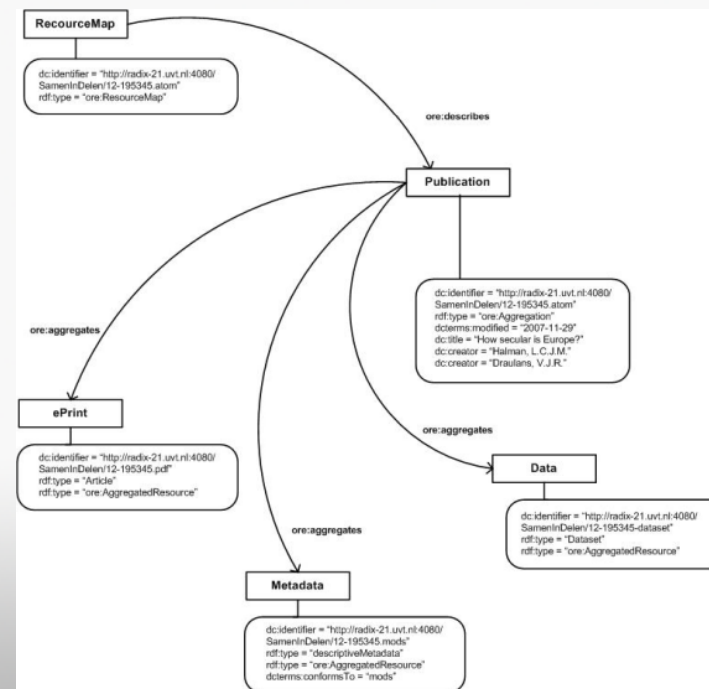 RecourceMap
dc:identifier = "http://radix-21.uvt.nl:4080/
SamenInDelen/12-195345.atom"
rdf:type = "ore:ResourceMap"
ore:describes
Publication
dc:identifier = "http://radix-21.uvt.nl:4080/
SamenInDelen/12-195345.atom"
rdf:type = "ore:Aggregation"
dcterms:modified = "2007-11-29"
dc:title = "How secular is Europe?"
dc:creator = "Halman, L.C.J.M."
dc:creator = "Draulans, V.J.R."
ore:aggregates
ePrint
dc:identifier = "http://radix-21.uvt.nl:4080/
SamenInDelen/12-195345.pdf"
rdf:type = "Article"
rdf:type = "ore:AggregatedResource"
ore:aggregates
Data
dc:identifier = "http://radix-21.uvt.nl:4080/
SamenInDelen/12-195345-dataset"
rdf:type = "Dataset"
rdf:type = "ore:AggregatedResource"
ore:aggregates
Metadata
dc:identifier = "http://radix-21.uvt.nl:4080/
SamenInDelen/12-195345.mods"
rdf:type = "descriptiveMetadata"
rdf:type = "ore:AggregatedResource"
dcterms:conformsTo = "mods"